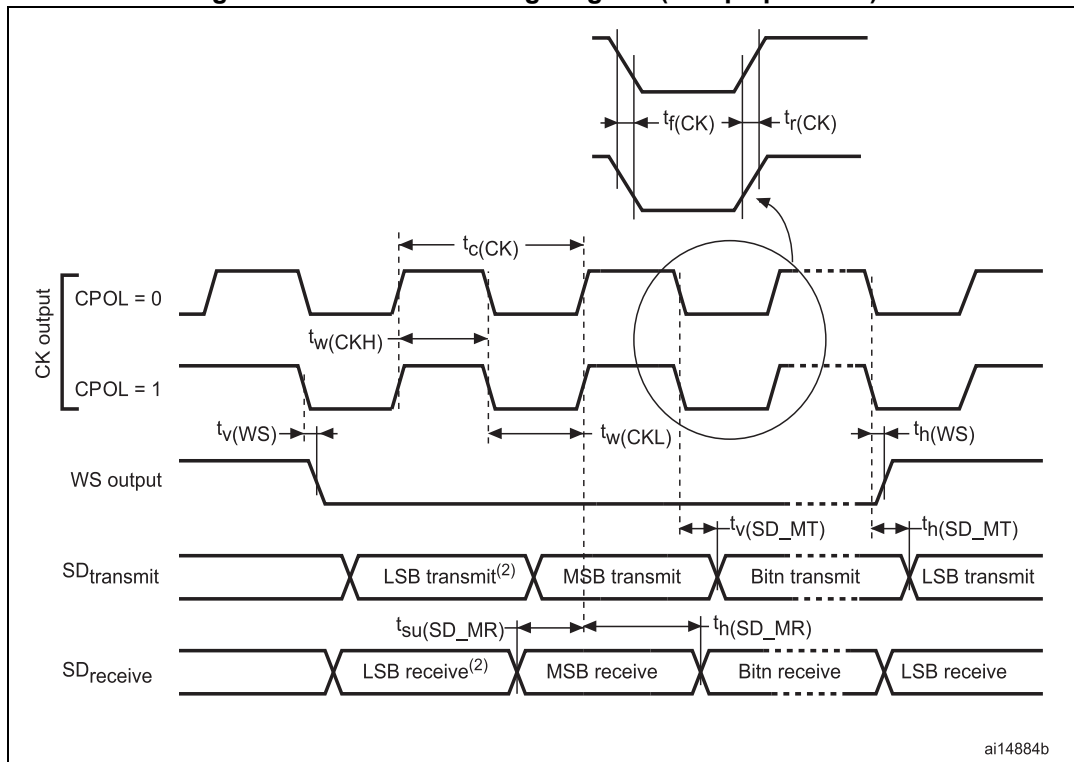 tf(CK)
tr(CK)
tc(CK)
CK output
CPOL = 0
tw(CKH)
CPOL = 1
tv(WS)
tw(CKL)
th(WS)
WS output
tv(SD_MT)
th(SD_MT)
SDtransmit
LSB transmit(2)
MSB transmit
Bitn transmit
LSB transmit
tsu(SD_MR)
th(SD_MR)
SDreceive
LSB receive(2)
MSB receive
Bitn receive
LSB receive
ai14884b